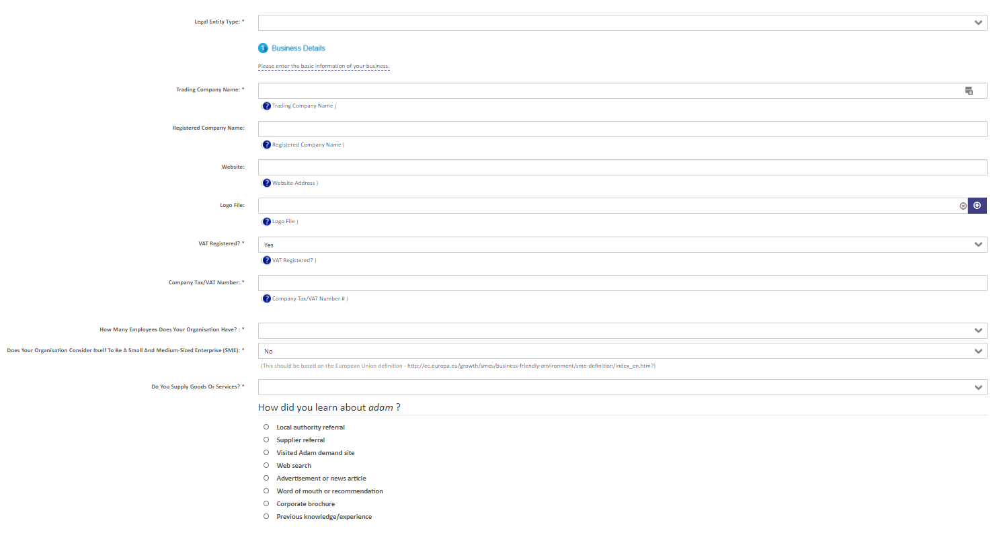 Legal Entity Type: *
1 Business Details
Please enter the basic information of your business.
Trading Company Name: *
(? Trading Company Name )
Registered Company Name:
(? Registered Company Name )
Website:
(? Website Address )
Logo File:
(? Logo File )
VAT Registered? * Yes
(? VAT Registered? )
Company Tax/VAT Number: *
(? Company Tax/VAT Number # )
How Many Employees Does Your Organisation Have? : *
Does Your Organisation Consider Itself To Be A Small And Medium-Sized Enterprise (SME): * No
(This should be based on the European Union definition - http://ec.europa.eu/growth/smes/business-friendly-environment/sme-definition/index_en.htm?)
Do You Supply Goods Or Services? *
How did you learn about adam ?
Local authority referral
Supplier referral
Visited Adam demand site
Web search
Advertisement or news article
Word of mouth or recommendation
Corporate brochure
Previous knowledge/experience